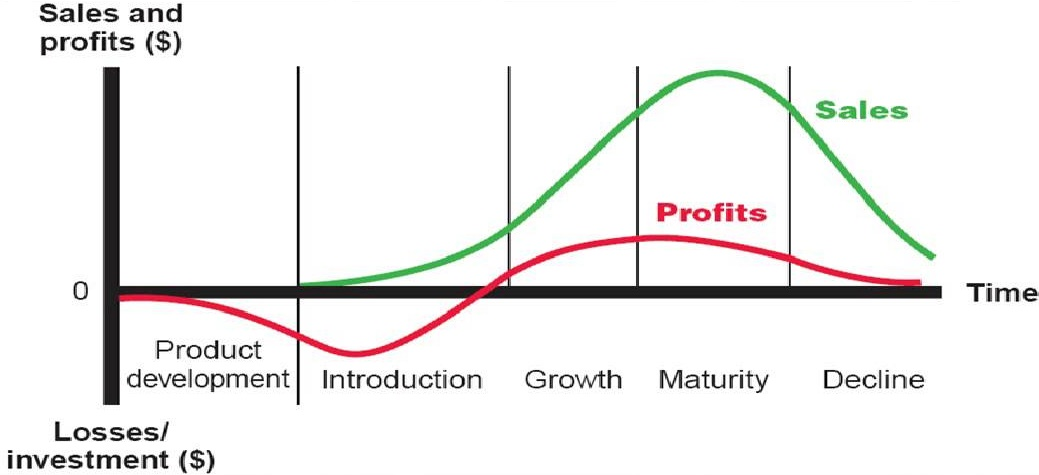 Sales and
profits ($)
Sales
Profits
0
Time
Product
development
Introduction
Growth
Maturity
Decline
Losses/
investment ($)